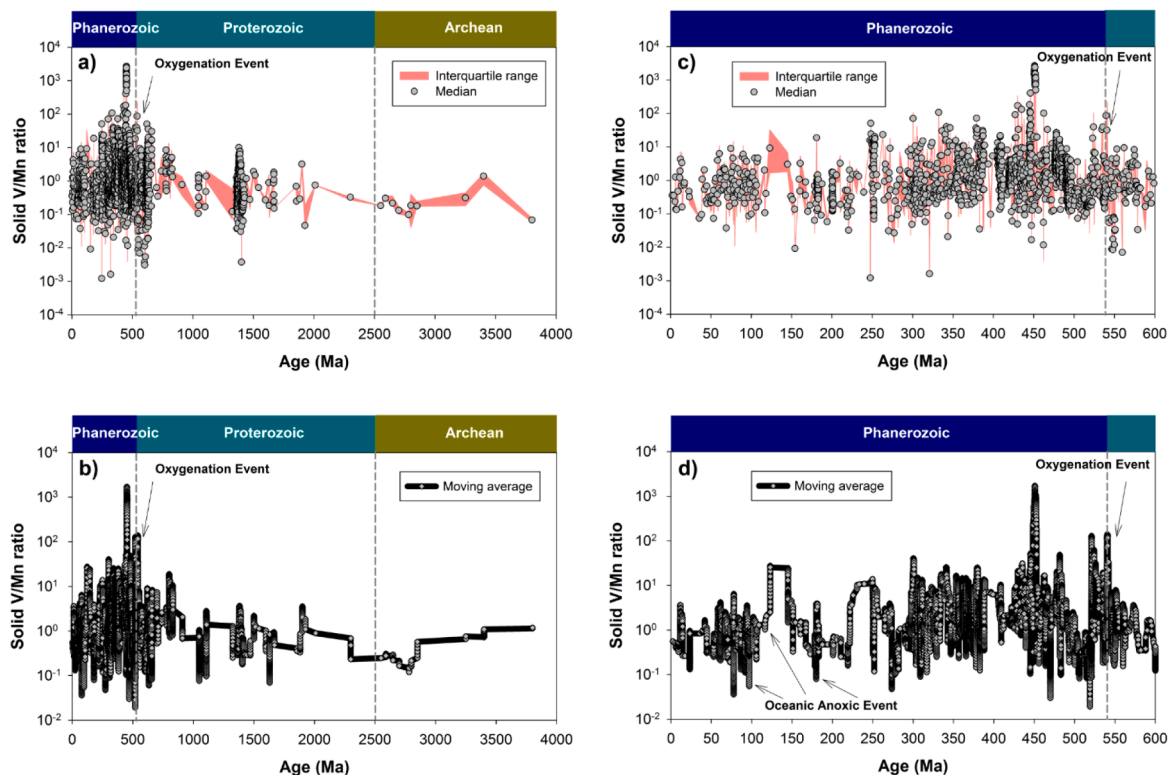 Phanerozoic Proterozoic Archean
a)
Oxygenation Event
Interquartile range
Median
Solid V/Mn ratio
10⁴
10³
10²
10¹
10⁰
10⁻¹
10⁻²
10⁻³
10⁻⁴
0 500 1000 1500 2000 2500 3000 3500 4000
Age (Ma)
Phanerozoic
c)
Oxygenation Event
Interquartile range
Median
Solid V/Mn ratio
10⁴
10³
10²
10¹
10⁰
10⁻¹
10⁻²
10⁻³
10⁻⁴
0 50 100 150 200 250 300 350 400 450 500 550 600
Age (Ma)
Phanerozoic Proterozoic Archean
b)
Oxygenation Event
Moving average
Solid V/Mn ratio
10⁴
10³
10²
10¹
10⁰
10⁻¹
10⁻²
0 500 1000 1500 2000 2500 3000 3500 4000
Age (Ma)
Phanerozoic
d)
Oxygenation Event
Moving average
Solid V/Mn ratio
10⁴
10³
10²
10¹
10⁰
10⁻¹
10⁻²
Oceanic Anoxic Event
0 50 100 150 200 250 300 350 400 450 500 550 600
Age (Ma)